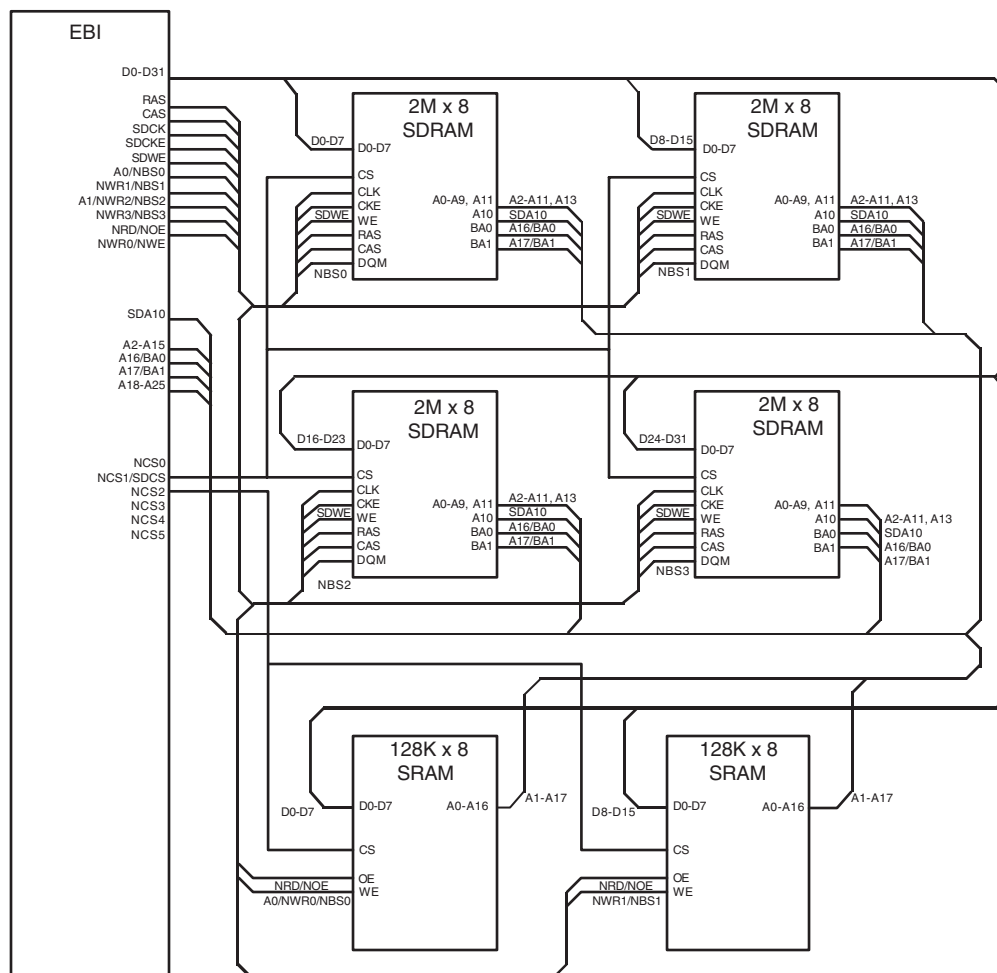 EBI
D0-D31
RAS
CAS
SDCK
SDCKE
SDWE
A0/NBS0
NWR1/NBS1
A1/NWR2/NBS2
NWR3/NBS3
NRD/NOE
NWR0/NWE
SDA10
A2-A15
A16/BA0
A17/BA1
A18-A25
NCS0
NCS1/SDCS
NCS2
NCS3
NCS4
NCS5
2M x 8
SDRAM
D0-D7
D0-D7
CS
CLK
CKE
SDWE
WE
RAS
CAS
DQM
NBS0
A0-A9, A11
A10
BA0
BA1
A2-A11, A13
SDA10
A16/BA0
A17/BA1
2M x 8
SDRAM
D8-D15
D0-D7
CS
CLK
CKE
SDWE
WE
RAS
CAS
DQM
NBS1
A0-A9, A11
A10
BA0
BA1
A2-A11, A13
SDA10
A16/BA0
A17/BA1
2M x 8
SDRAM
D16-D23
D0-D7
CS
CLK
CKE
SDWE
WE
RAS
CAS
DQM
NBS2
A0-A9, A11
A10
BA0
BA1
A2-A11, A13
SDA10
A16/BA0
A17/BA1
2M x 8
SDRAM
D24-D31
D0-D7
CS
CLK
CKE
SDWE
WE
RAS
CAS
DQM
NBS3
A0-A9, A11
A10
BA0
BA1
A2-A11, A13
SDA10
A16/BA0
A17/BA1
128K x 8
SRAM
D0-D7
D0-D7
A0-A16
A1-A17
CS
OE
NRD/NOE
WE
A0/NWR0/NBS0
128K x 8
SRAM
D8-D15
D0-D7
A0-A16
A1-A17
CS
OE
NRD/NOE
WE
NWR1/NBS1